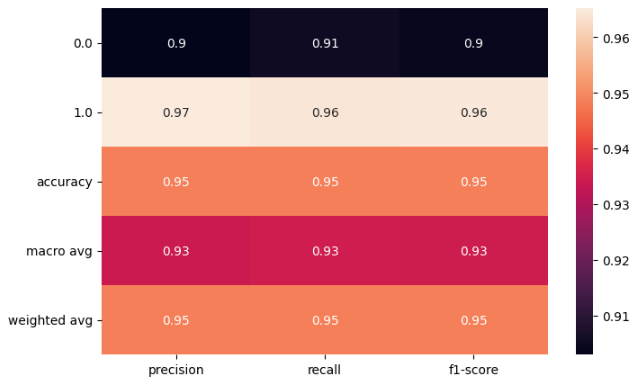 0.0 0.9 0.91 0.9
1.0 0.97 0.96 0.96
accuracy 0.95 0.95 0.95
macro avg 0.93 0.93 0.93
weighted avg 0.95 0.95 0.95
precision recall f1-score
0.96
0.95
0.94
0.93
0.92
0.91